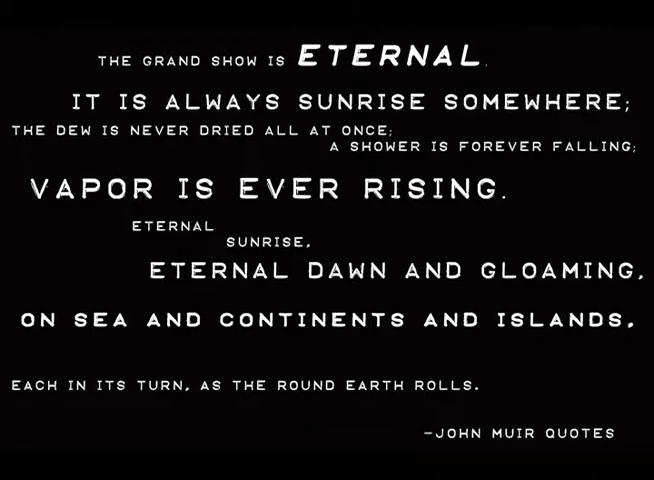 THE GRAND SHOW IS ETERNAL.
IT IS ALWAYS SUNRISE SOMEWHERE;
THE DEW IS NEVER DRIED ALL AT ONCE;
A SHOWER IS FOREVER FALLING;
VAPOR IS EVER RISING.
ETERNAL
SUNRISE,
ETERNAL DAWN AND GLOAMING,
ON SEA AND CONTINENTS AND ISLANDS,
EACH IN ITS TURN, AS THE ROUND EARTH ROLLS.
-JOHN MUIR QUOTES